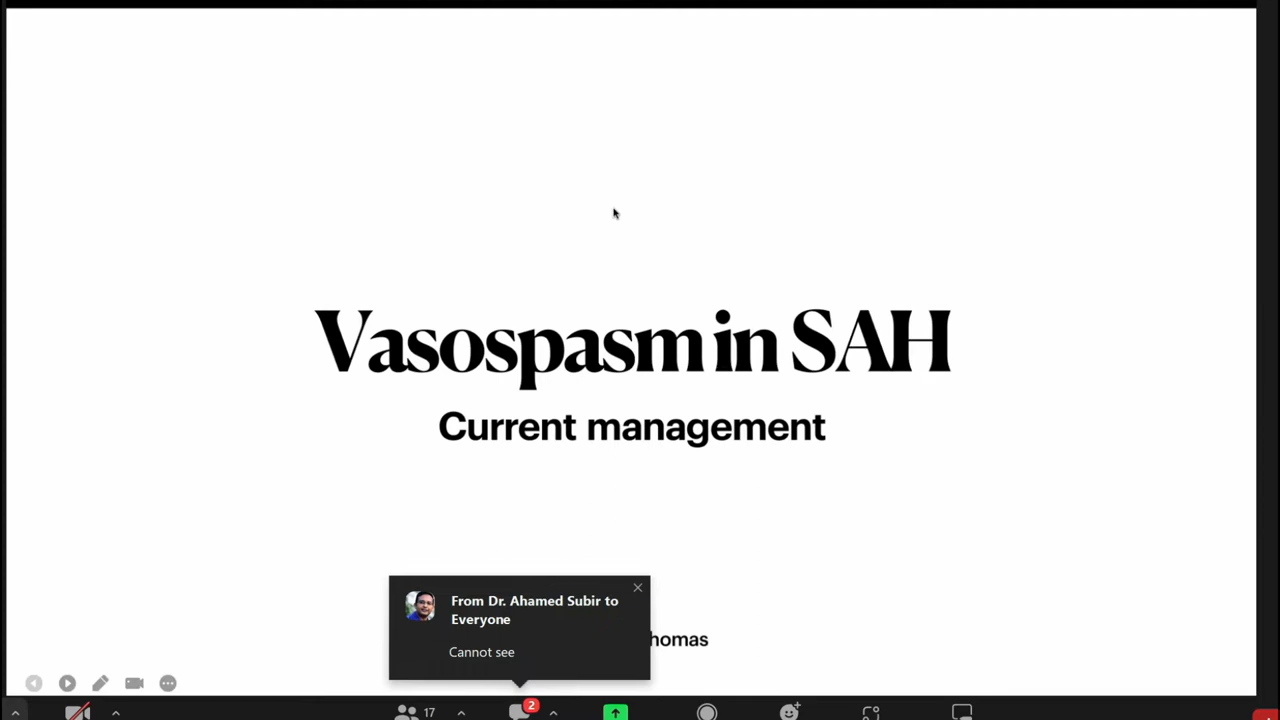 Vasospasm in SAH
Current management
From Dr. Ahamed Subir to
Everyone
homas
Cannot see
2
17